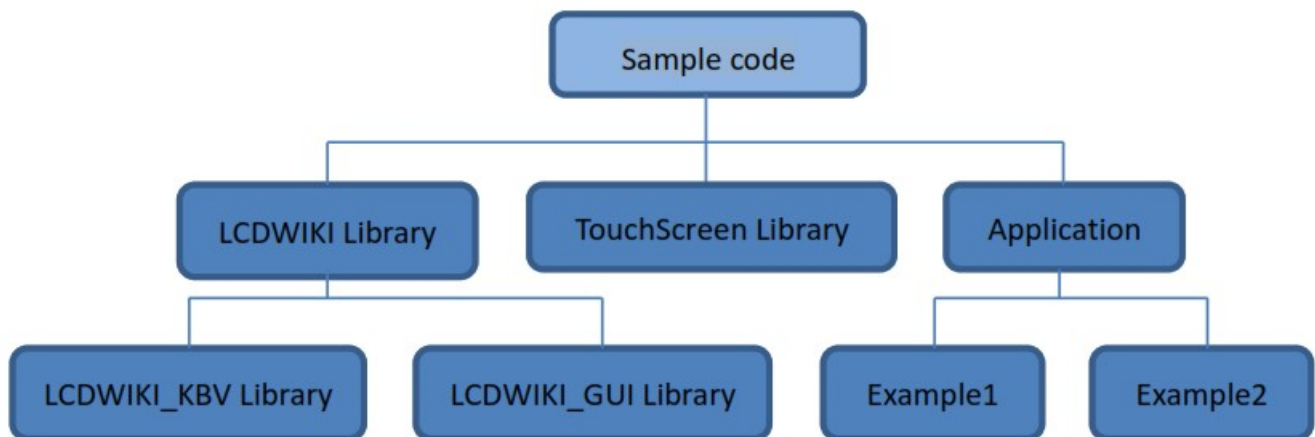 Sample code
LCDWIKI Library
TouchScreen Library
Application
LCDWIKI_KBV Library
LCDWIKI_GUI Library
Example1
Example2